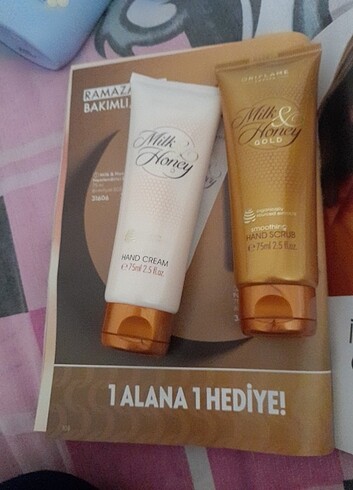 RAMAZA
BAKIMLI
31606
Milk &
Honey
HAND CREAM
℮75ml 2.5 fl.oz.
ORIFLAME
Milk &
Honey
GOLD
smoothing
HAND SCRUB
℮75ml 2.5 fl.oz.
1 ALANA 1 HEDİYE!